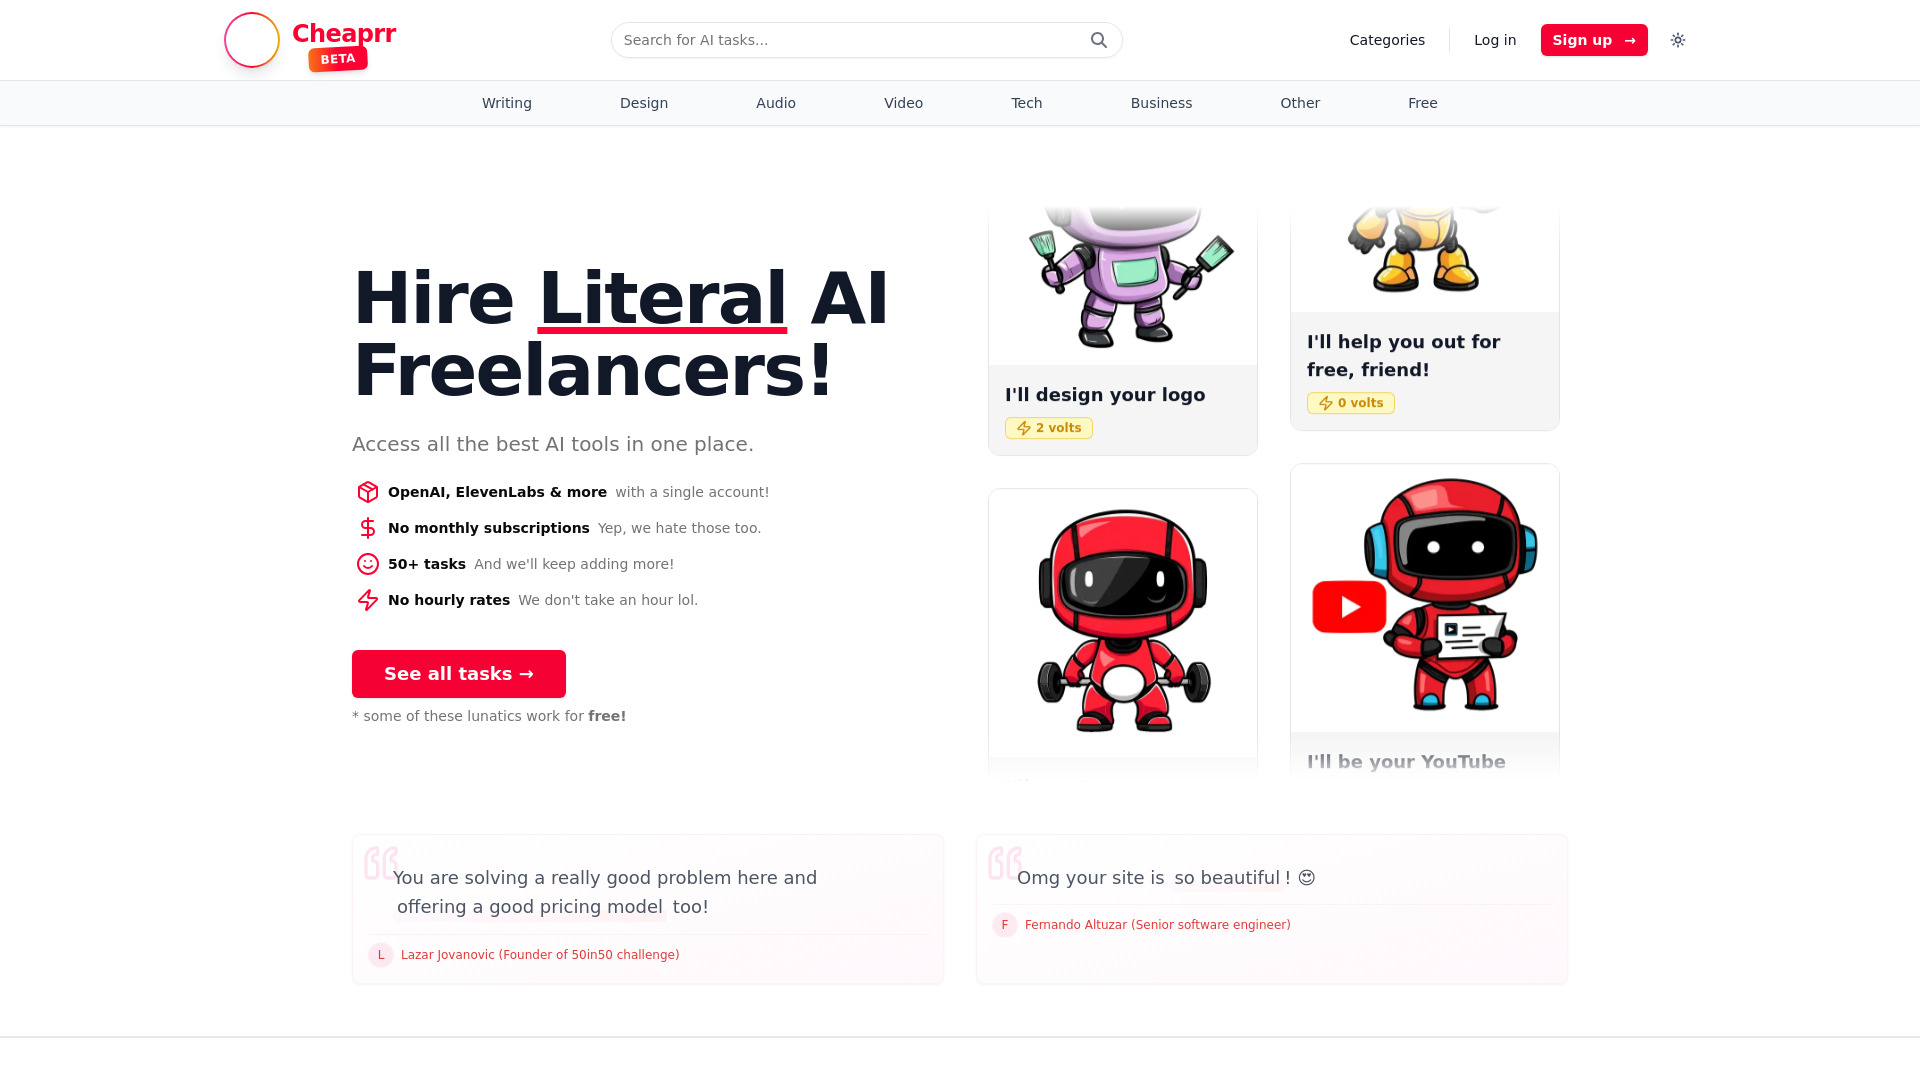 Cheaprr
BETA
Search for AI tasks...
Categories
Log in
Sign up →
Writing
Design
Audio
Video
Tech
Business
Other
Free
Hire Literal AI
Freelancers!
Access all the best AI tools in one place.
OpenAI, ElevenLabs & more with a single account!
No monthly subscriptions Yep, we hate those too.
50+ tasks And we'll keep adding more!
No hourly rates We don't take an hour lol.
See all tasks →
* some of these lunatics work for free!
I'll design your logo
2 volts
I'll help you out for
free, friend!
0 volts
I'll be your YouTube
You are solving a really good problem here and
offering a good pricing model too!
L Lazar Jovanovic (Founder of 50in50 challenge)
Omg your site is so beautiful! 😍
F Fernando Altuzar (Senior software engineer)